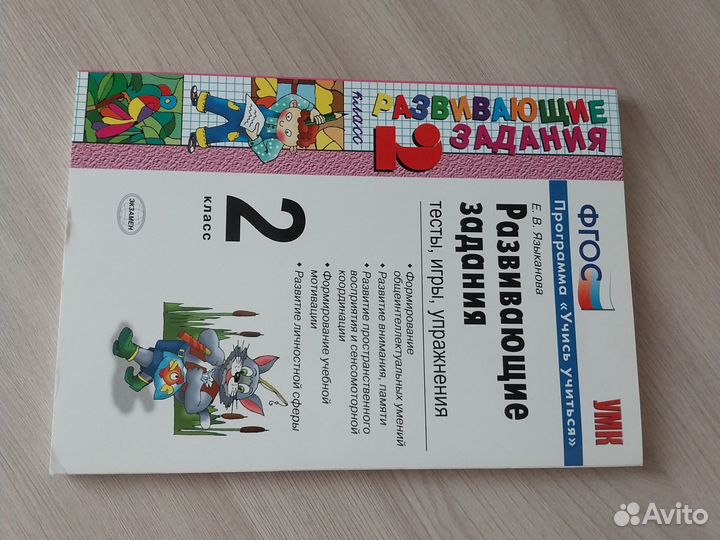 РАЗВИВАЮЩИЕ
ЗАДАНИЯ
2
класс
ФГОС
Программа «Учись учиться»
УМК
Е. В. Языканова
Развивающие
задания
тесты, игры, упражнения
• Формирование
общеинтеллектуальных умений
• Развитие внимания, памяти
• Развитие пространственного
восприятия и сенсомоторной
координации
• Формирование учебной
мотивации
• Развитие личностной сферы
2
класс
ЭКЗАМЕН
Avito